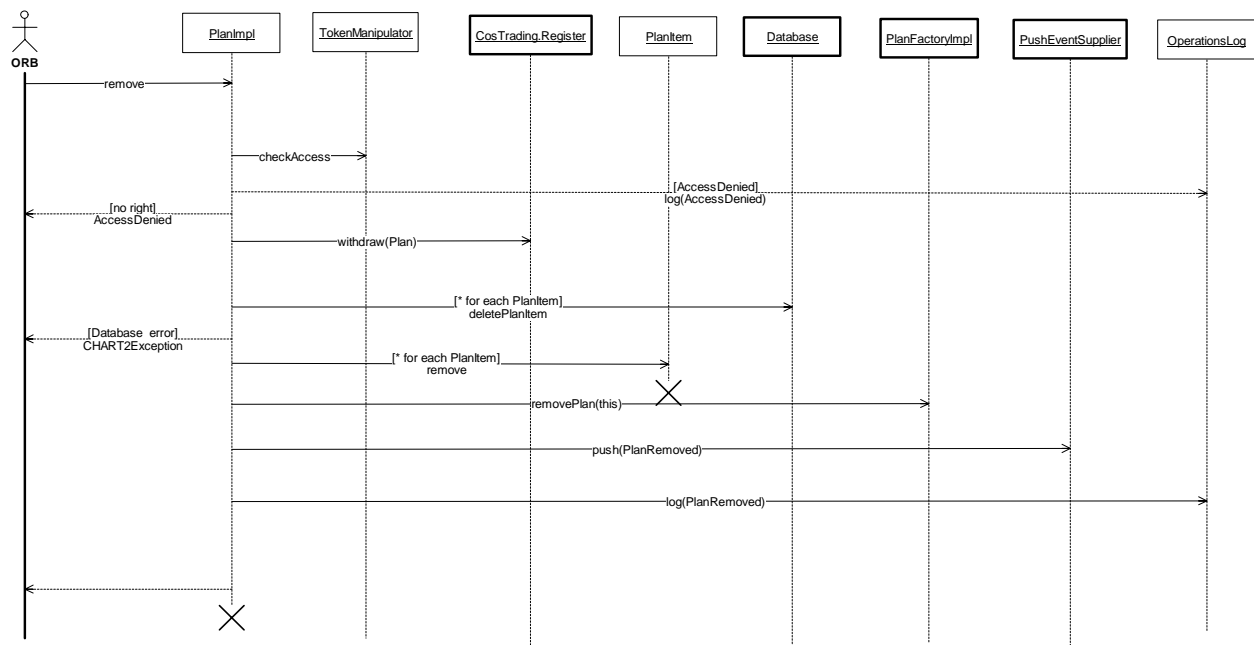 ORB
PlanImpl
TokenManipulator
CosTrading.Register
PlanItem
Database
PlanFactoryImpl
PushEventSupplier
OperationsLog
remove
checkAccess
[AccessDenied]
log(AccessDenied)
[no right]
AccessDenied
withdraw(Plan)
[* for each PlanItem]
deletePlanItem
[Database error]
CHART2Exception
[* for each PlanItem]
remove
removePlan(this)
push(PlanRemoved)
log(PlanRemoved)